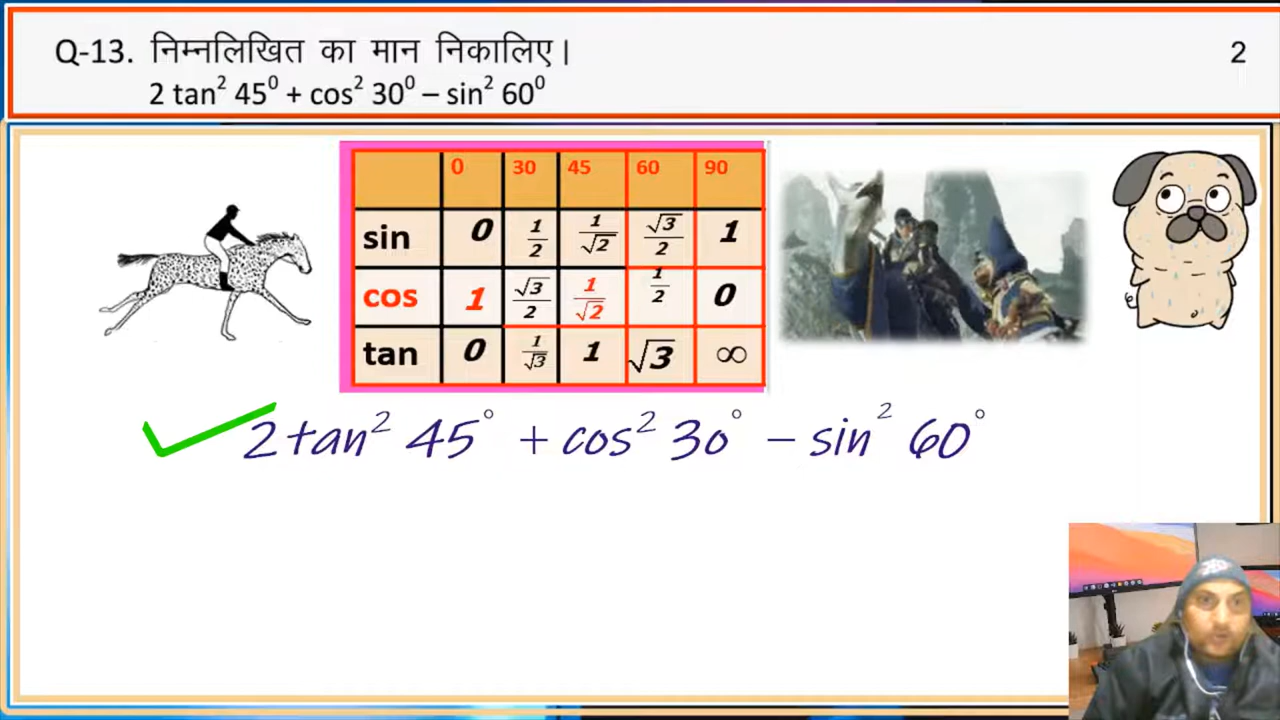 Q-13. निम्नलिखित का मान निकालिए। 2
2 tan² 45⁰ + cos² 30⁰ – sin² 60⁰
0 30 45 60 90
sin 0 1/2 1/√2 √3/2 1
cos 1 √3/2 1/√2 1/2 0
tan 0 1/√3 1 √3 ∞
2 tan² 45° + cos² 30° – sin² 60°